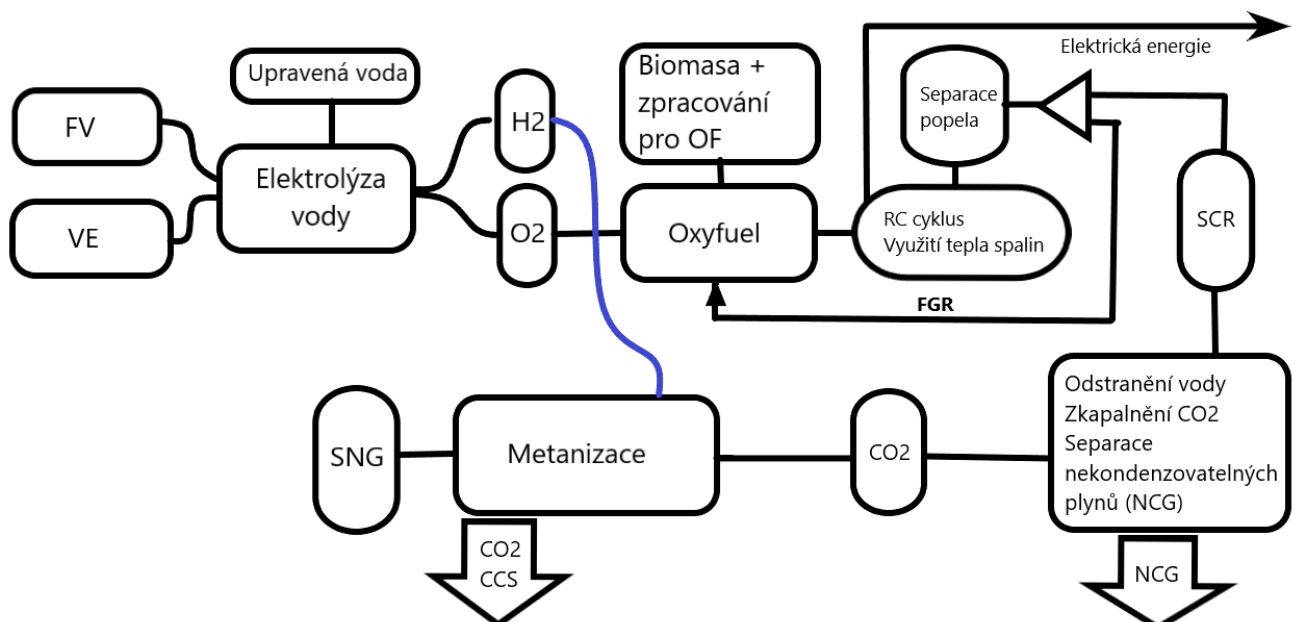 FV
VE
Upravená voda
Elektrolýza
vody
H2
O2
Biomasa +
zpracování
pro OF
Oxyfuel
Separace
popela
RC cyklus
Využití tepla spalin
Elektrická energie
FGR
SCR
Odstranění vody
Zkapalnění CO2
Separace
nekondenzovatelných
plynů (NCG)
NCG
CO2
Metanizace
SNG
CO2
CCS